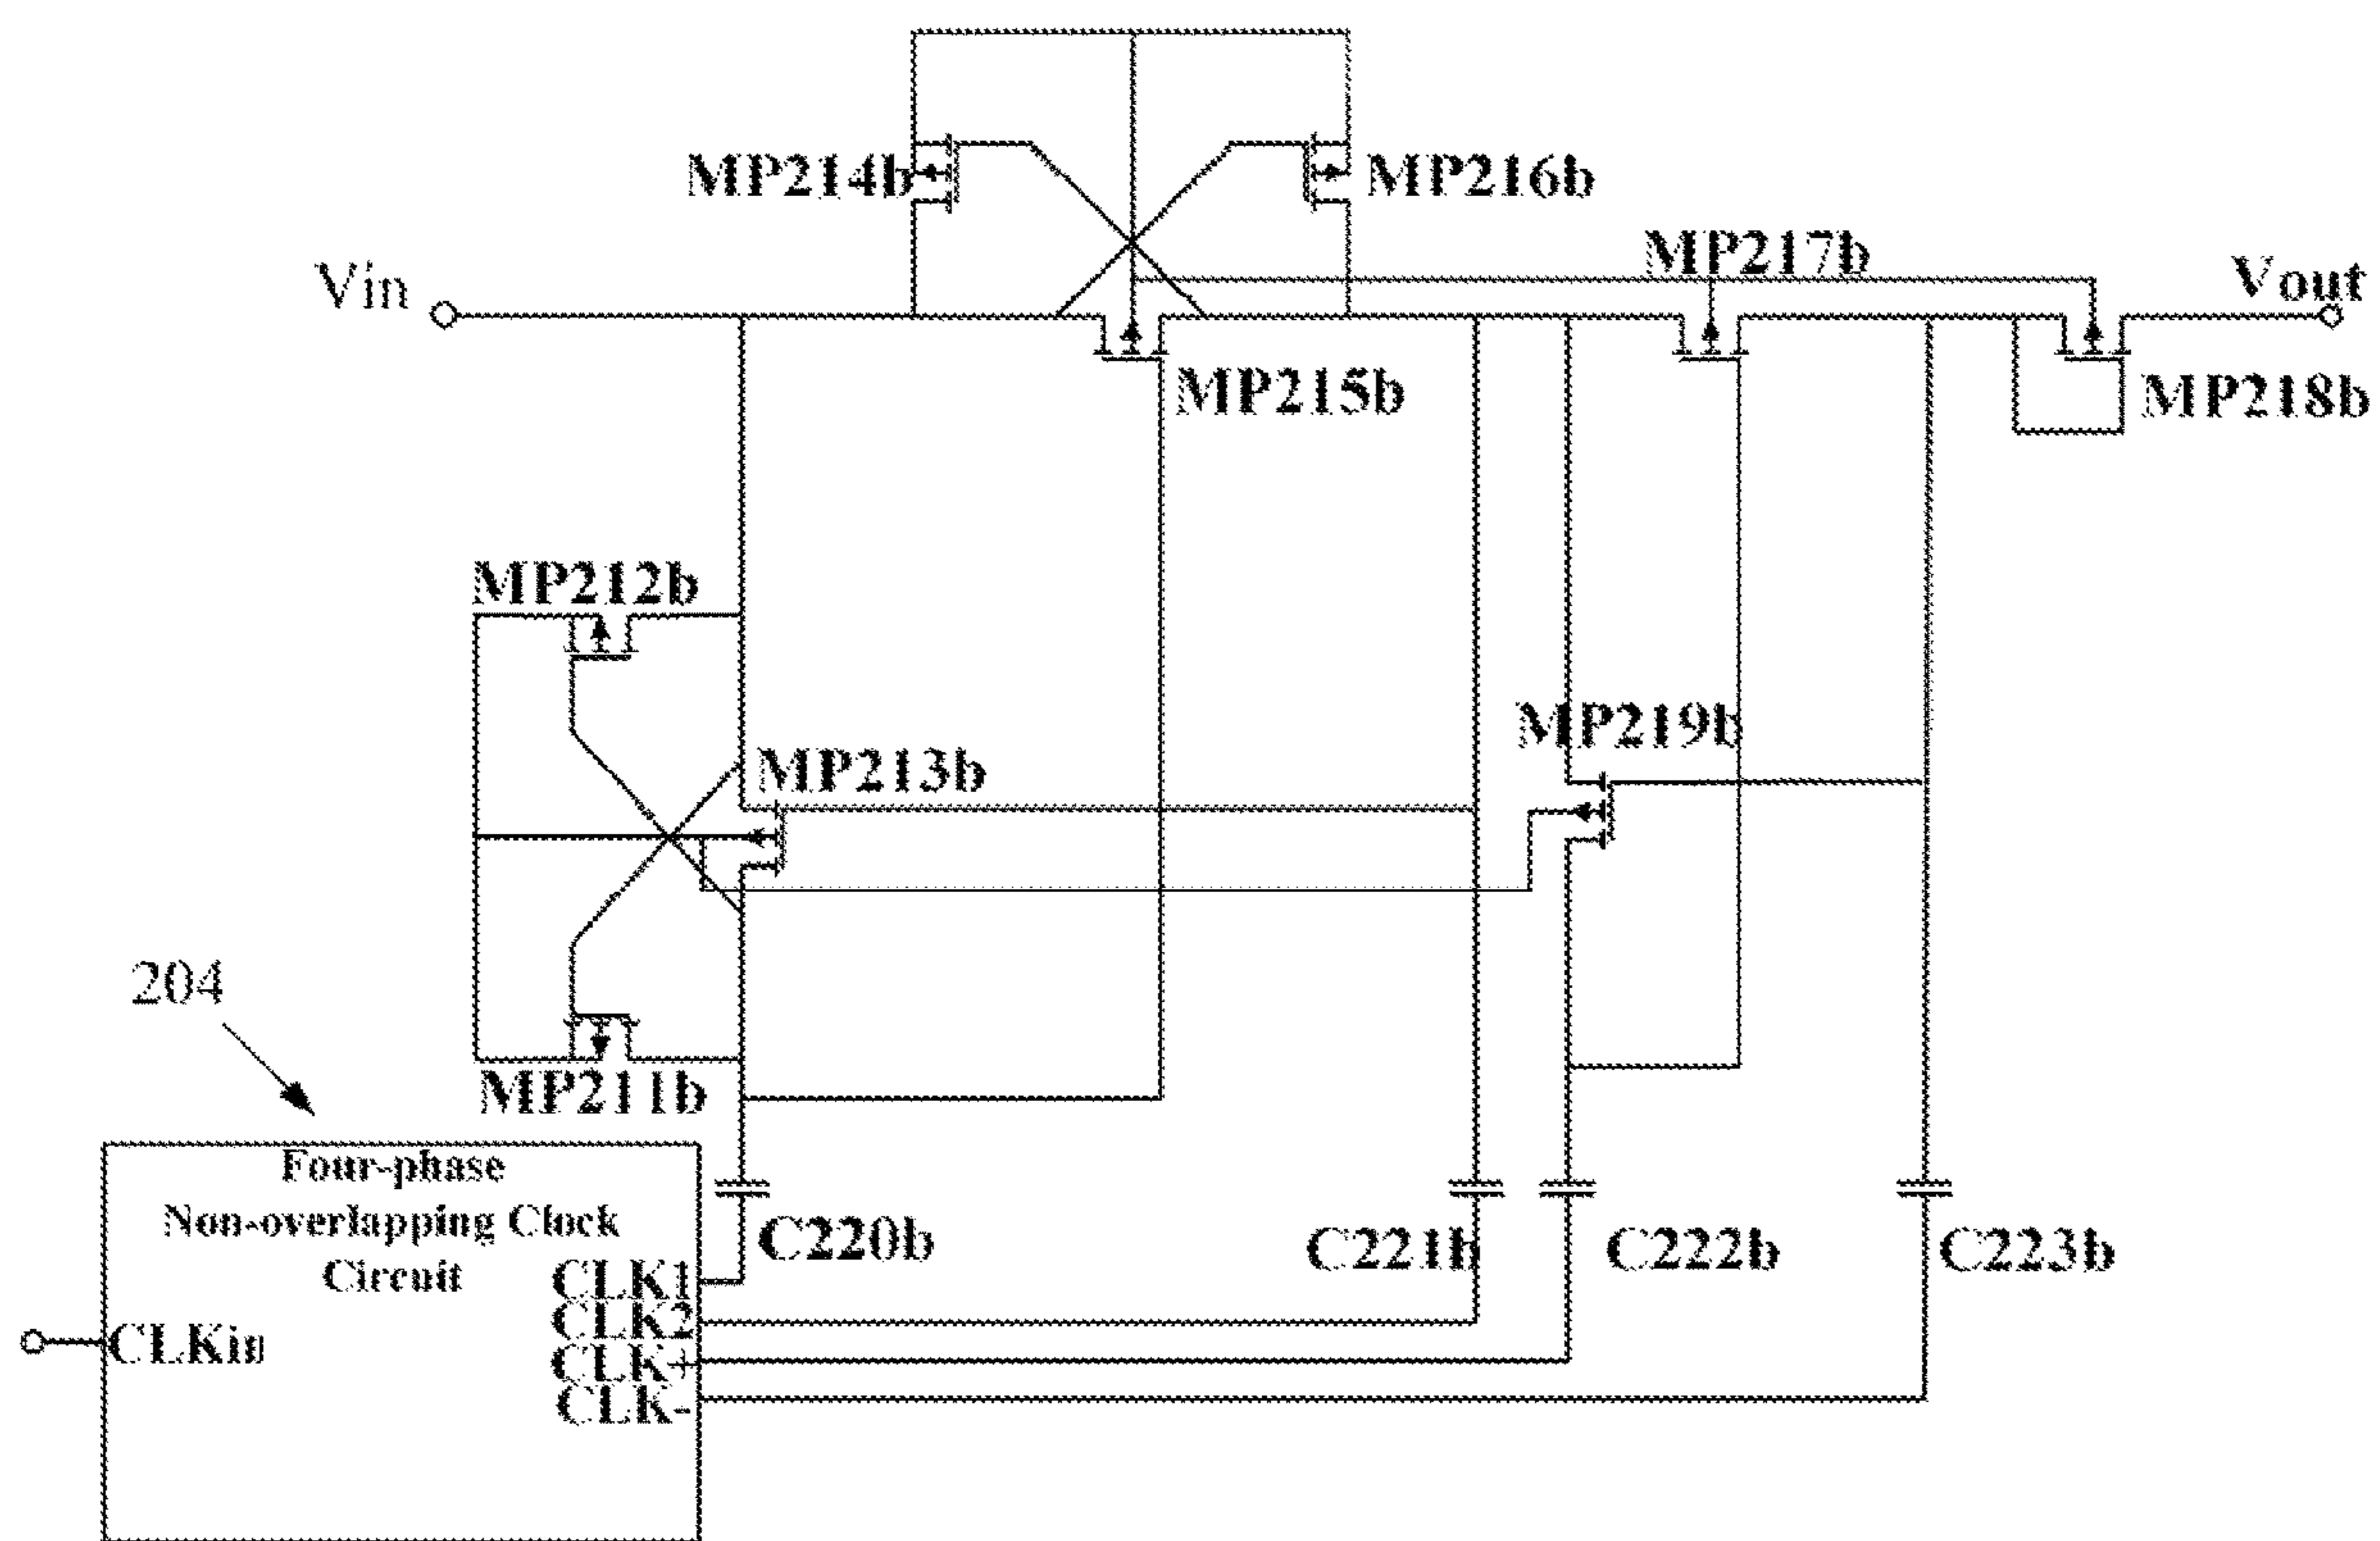 MP214b
MP216b
MP217b
Vin
Vout
MP215b
MP218b
MP212b
MP219b
MP213b
204
MP211b
Four-phase
Non-overlapping Clock
Circuit
C220b
C221b
C222b
C223b
CLK1
CLK2
CLKin
CLK+
CLK-